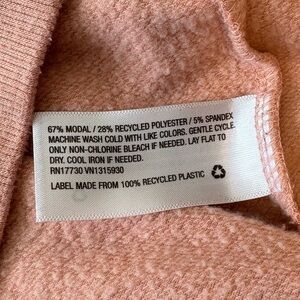 67% MODAL / 28% RECYCLED POLYESTER / 5% SPANDEX
MACHINE WASH COLD WITH LIKE COLORS. GENTLE CYCLE.
ONLY NON-CHLORINE BLEACH IF NEEDED. LAY FLAT TO
DRY. COOL IRON IF NEEDED.
RN17730 VN1315930
LABEL MADE FROM 100% RECYCLED PLASTIC